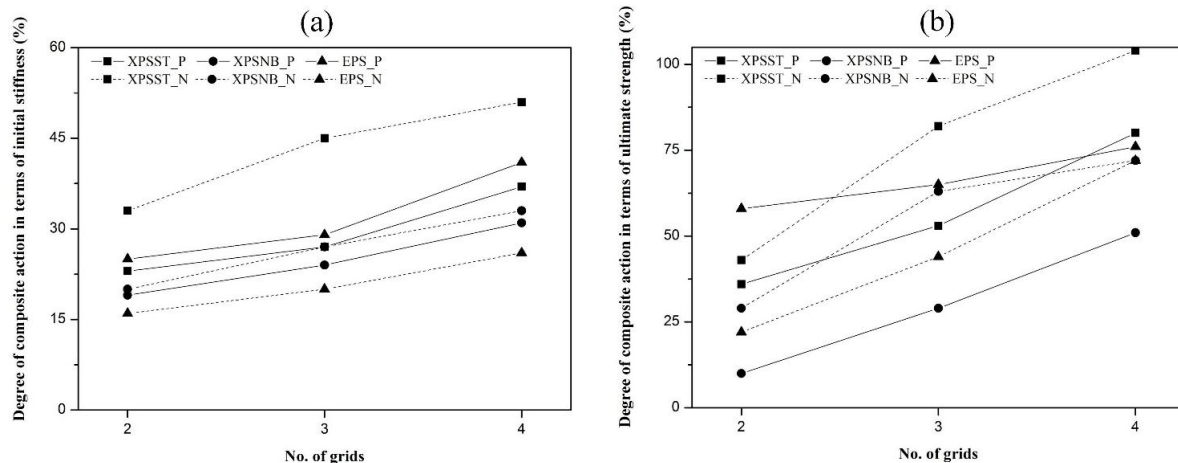 (a)
Degree of composite action in terms of initial stiffness (%)
60
45
30
15
0
XPSST_P XPSNB_P EPS_P
XPSST_N XPSNB_N EPS_N
2 3 4
No. of grids
(b)
Degree of composite action in terms of ultimate strength (%)
100
75
50
25
0
XPSST_P XPSNB_P EPS_P
XPSST_N XPSNB_N EPS_N
2 3 4
No. of grids